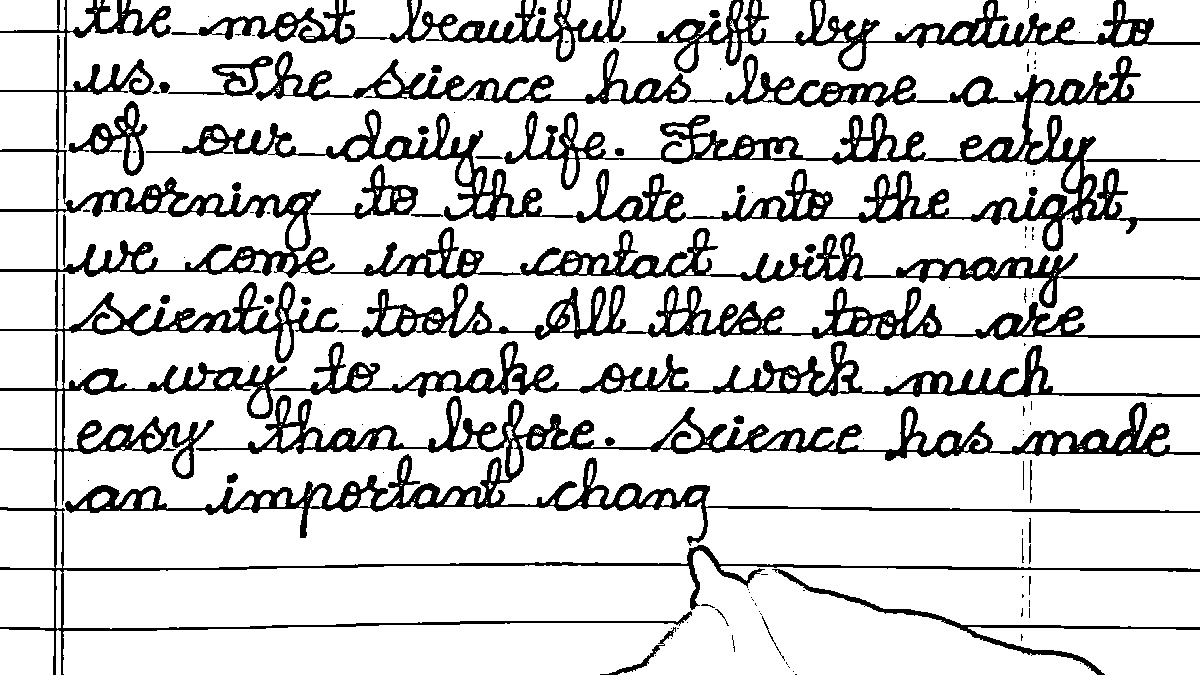 the most beautiful gift by nature to
us. The science has become a part
of our daily life. From the early
morning to the late into the night,
we come into contact with many
scientific tools. All these tools are
a way to make our work much
easy than before. Science has made
an important chang